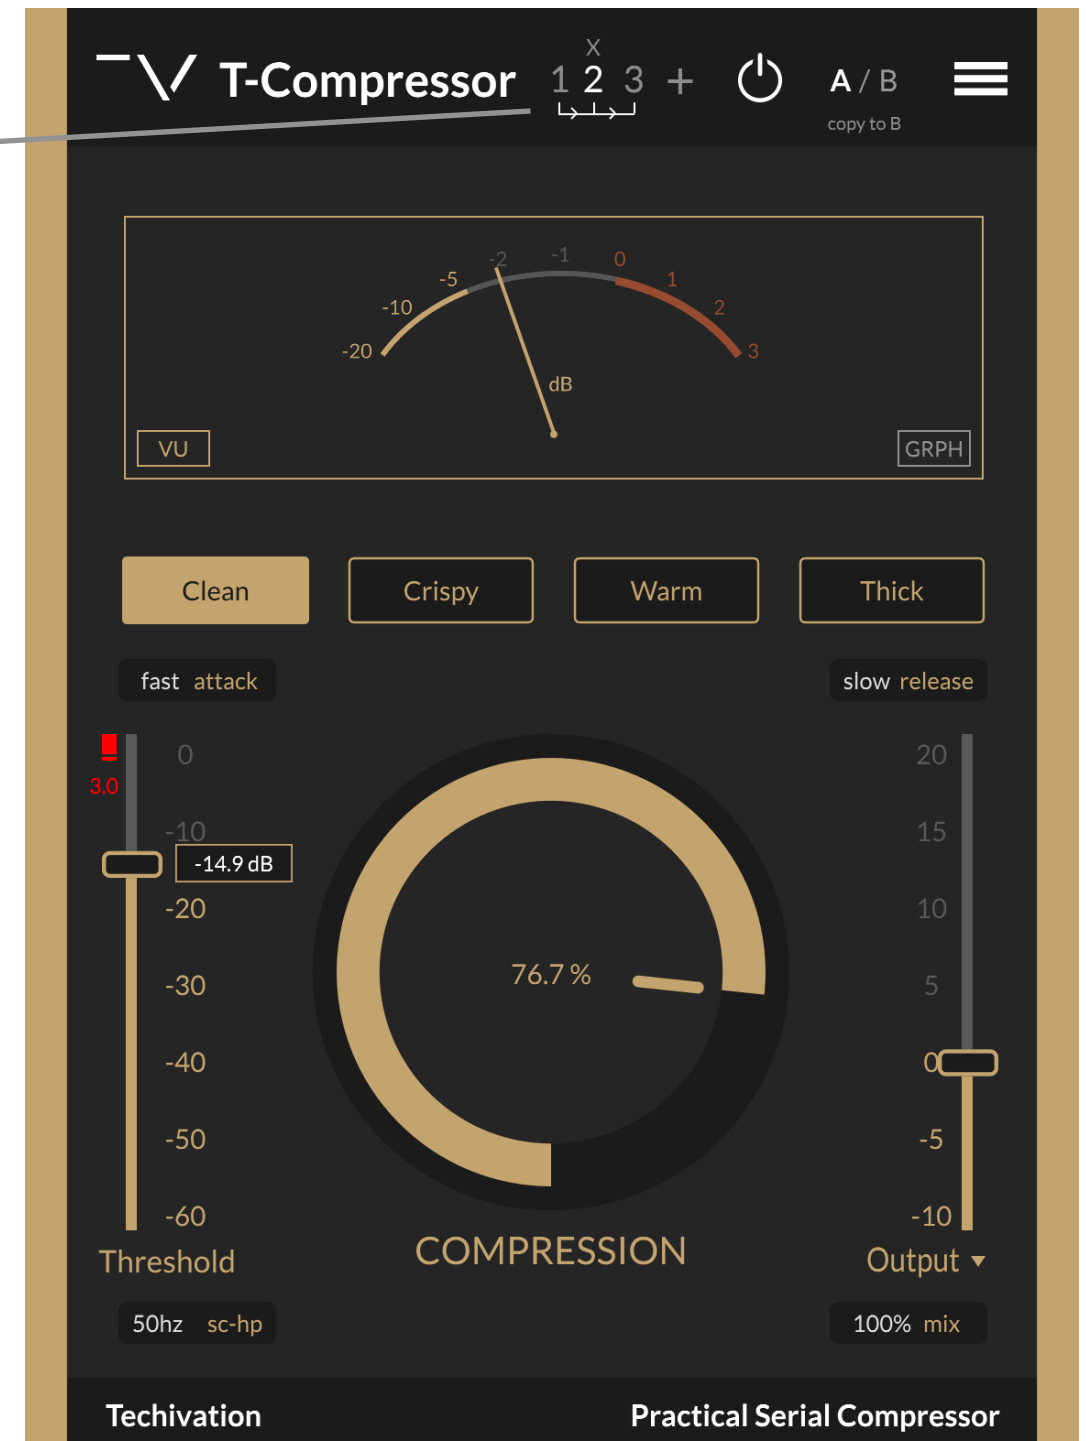 T-Compressor 1 2 3 + A / B
X
copy to B
-20 -10 -5 -2 -1 0 1 2 3
dB
VU GRPH
Clean Crispy Warm Thick
fast attack slow release
3.0
0 20
-10 15
-14.9 dB
-20 10
76.7 %
-30 5
-40 0
-50 -5
-60 -10
Threshold COMPRESSION Output
50hz sc-hp 100% mix
Techivation Practical Serial Compressor